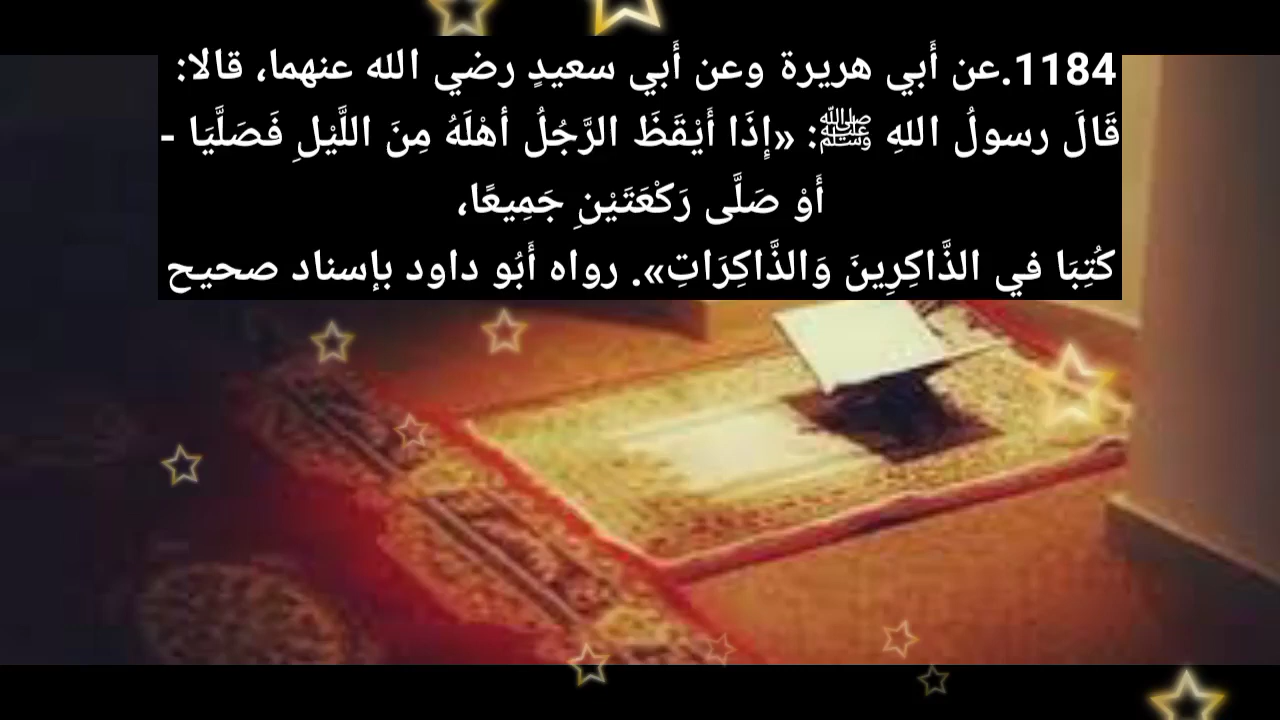 1184.عن أَبي هريرة وعن أَبي سعيدٍ رضي الله عنهما، قالا:
قَالَ رسولُ اللهِ ﷺ: «إِذَا أَيْقَظَ الرَّجُلُ أهْلَهُ مِنَ اللَّيْلِ فَصَلَّيَا -
أَوْ صَلَّى رَكْعَتَيْنِ جَمِيعًا،
كُتِبَا في الذَّاكِرِينَ وَالذَّاكِرَاتِ». رواه أَبُو داود بإسناد صحيح